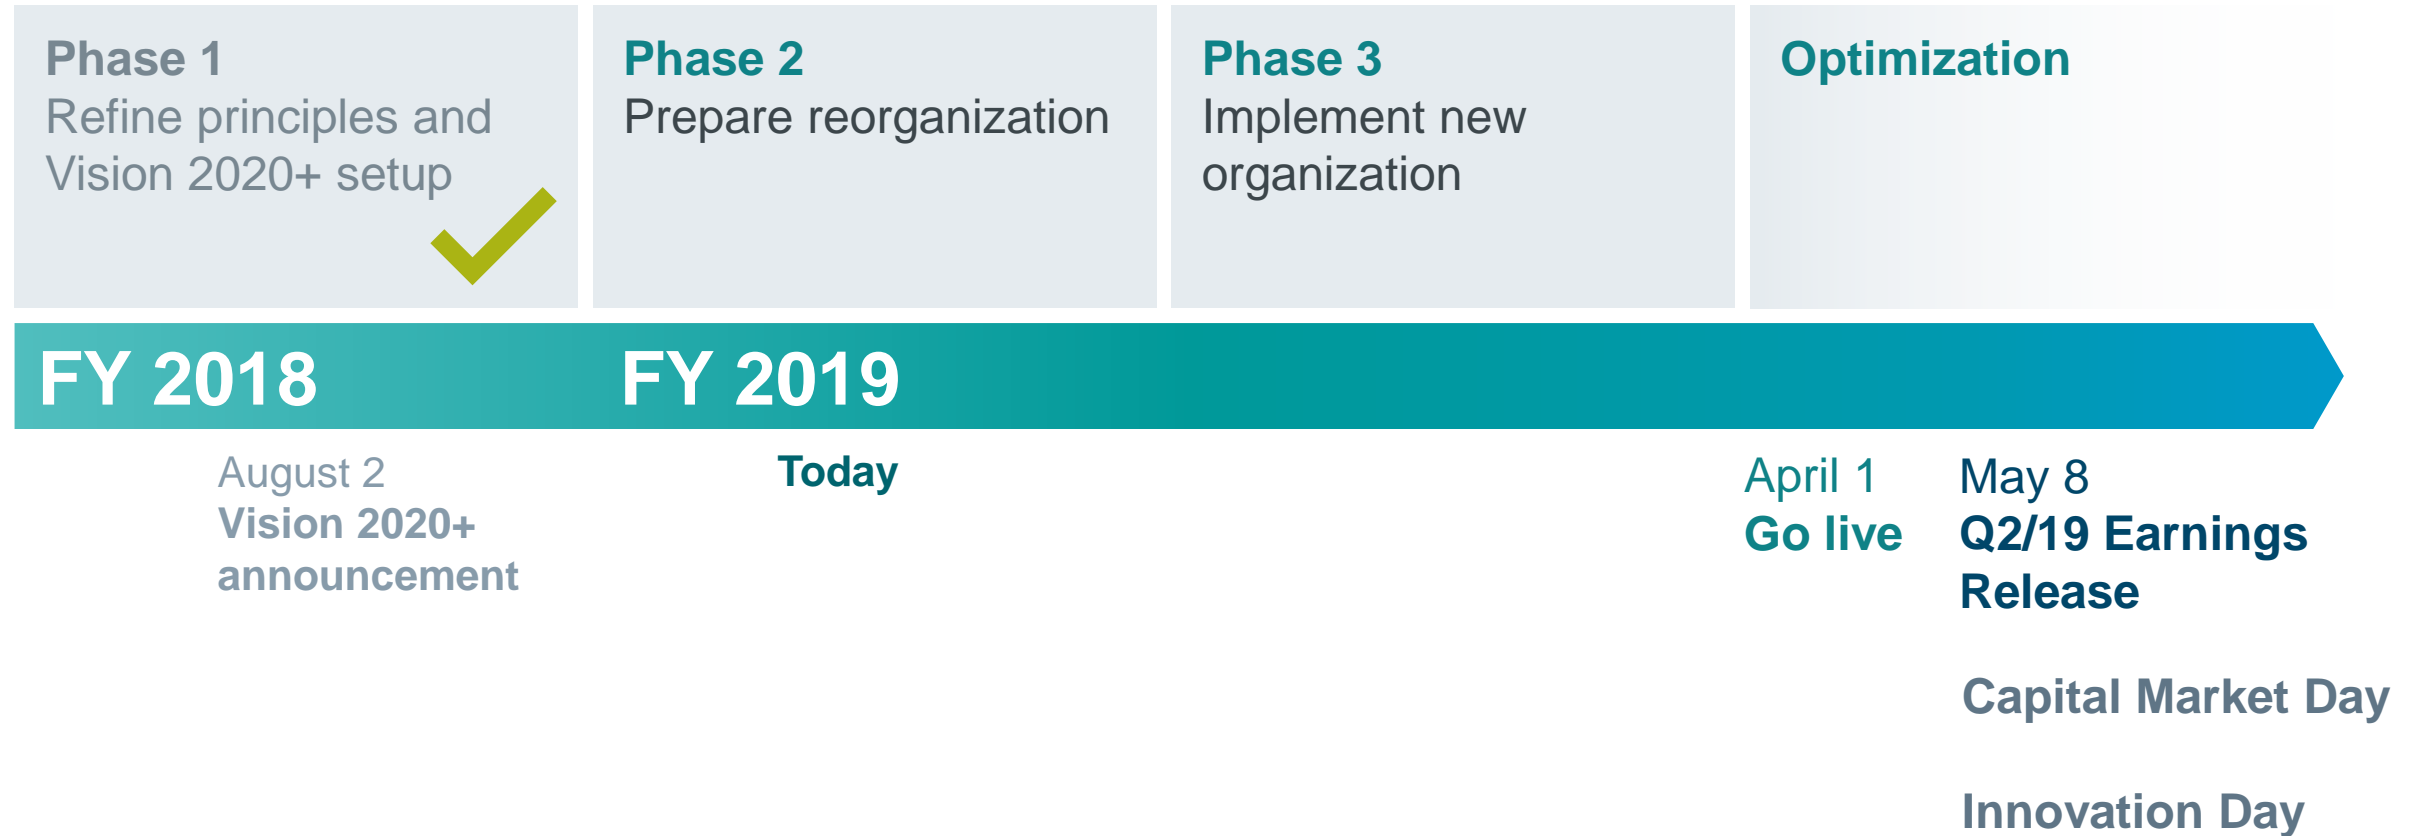 Phase 1
Refine principles and
Vision 2020+ setup
Phase 2
Prepare reorganization
Phase 3
Implement new
organization
Optimization
FY 2018
FY 2019
August 2
Vision 2020+
announcement
Today
April 1
Go live
May 8
Q2/19 Earnings
Release
Capital Market Day
Innovation Day